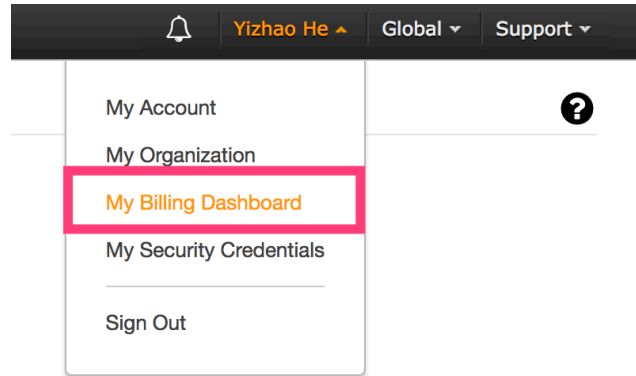 Yizhao He Global Support
My Account
My Organization
My Billing Dashboard
My Security Credentials
Sign Out